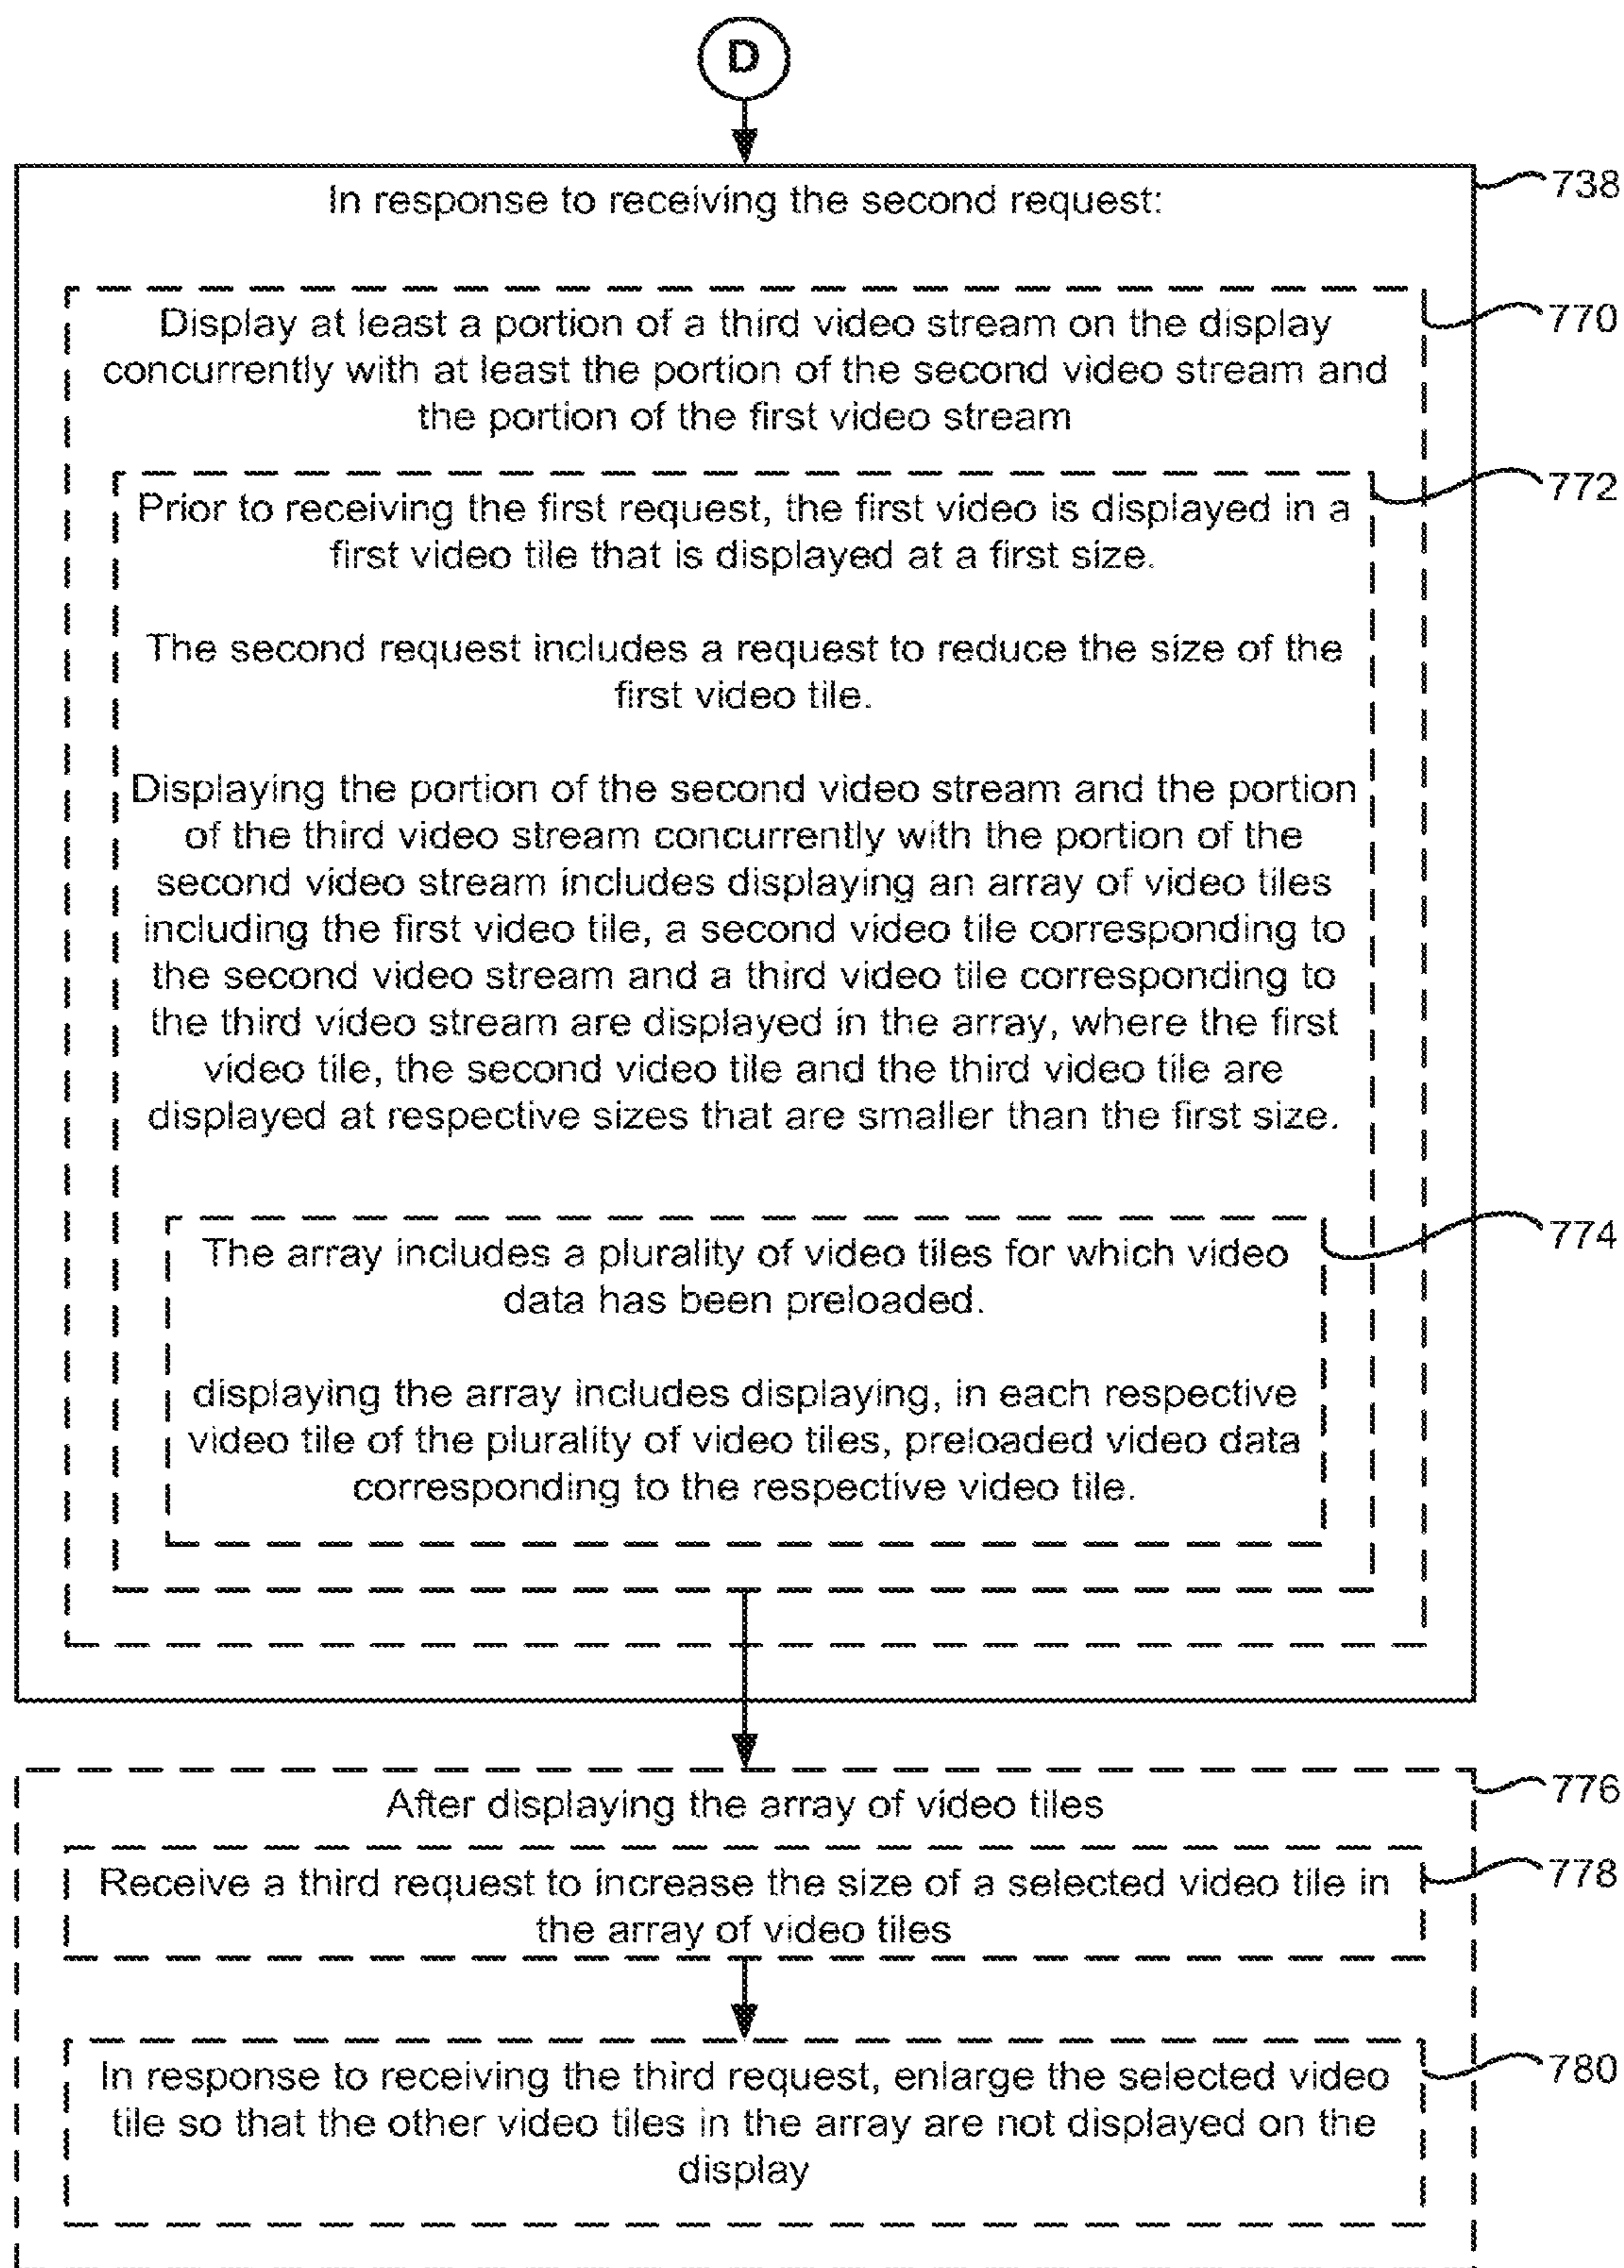 D
In response to receiving the second request:
738
Display at least a portion of a third video stream on the display
770
concurrently with at least the portion of the second video stream and
the portion of the first video stream
Prior to receiving the first request, the first video is displayed in a
772
first video tile that is displayed at a first size.
The second request includes a request to reduce the size of the
first video tile.
Displaying the portion of the second video stream and the portion
of the third video stream concurrently with the portion of the
second video stream includes displaying an array of video tiles
including the first video tile, a second video tile corresponding to
the second video stream and a third video tile corresponding to
the third video stream are displayed in the array, where the first
video tile, the second video tile and the third video tile are
displayed at respective sizes that are smaller than the first size.
The array includes a plurality of video tiles for which video
774
data has been preloaded.
displaying the array includes displaying, in each respective
video tile of the plurality of video tiles, preloaded video data
corresponding to the respective video tile.
After displaying the array of video tiles
776
Receive a third request to increase the size of a selected video tile in
778
the array of video tiles
In response to receiving the third request, enlarge the selected video
780
tile so that the other video tiles in the array are not displayed on the
display